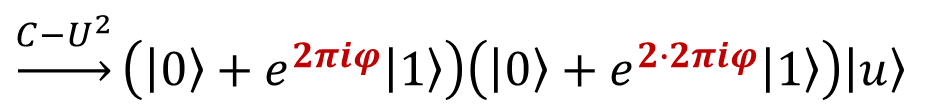 C−U²
→ (|0⟩ + e^{2πiφ}|1⟩)(|0⟩ + e^{2·2πiφ}|1⟩)|u⟩